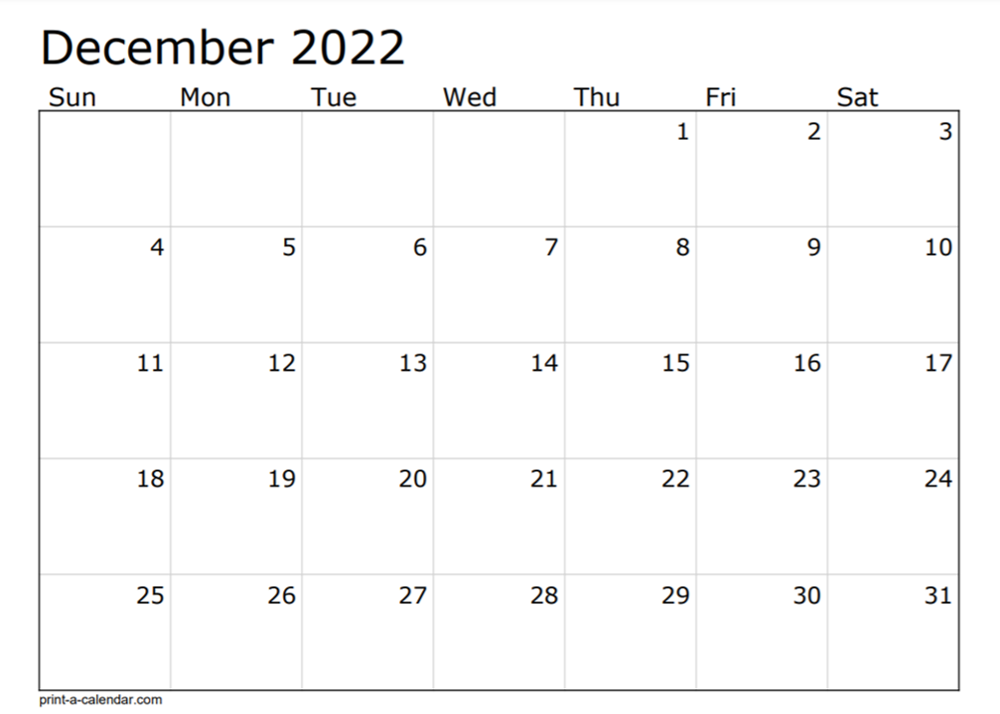 December 2022
Sun Mon Tue Wed Thu Fri Sat
1 2 3
4 5 6 7 8 9 10
11 12 13 14 15 16 17
18 19 20 21 22 23 24
25 26 27 28 29 30 31
print-a-calendar.com